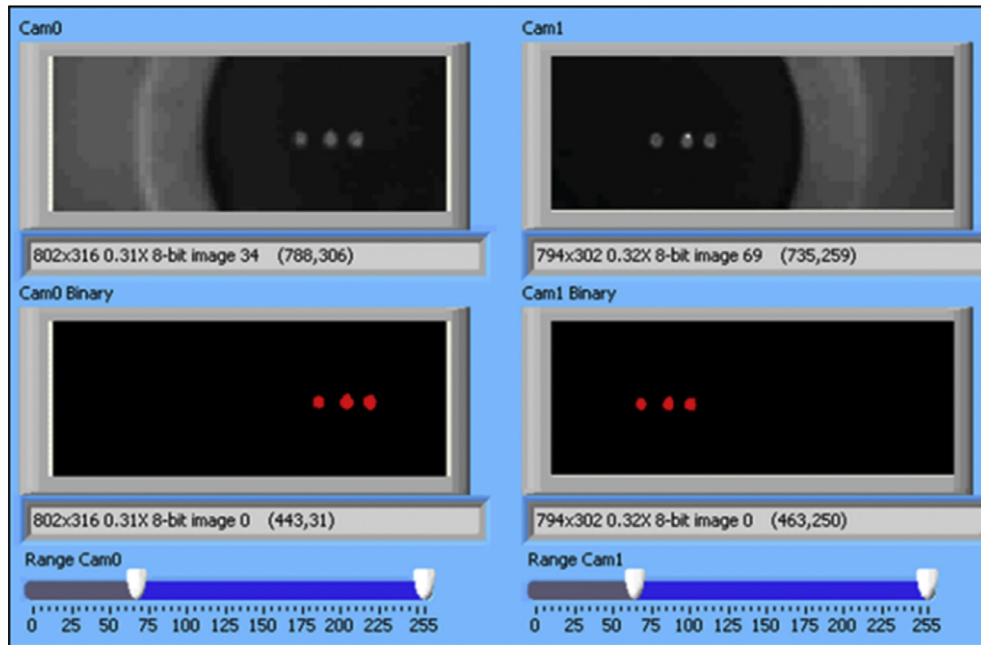 Cam0
Cam1
802x316 0.31X 8-bit image 34 (788,306)
794x302 0.32X 8-bit image 69 (735,259)
Cam0 Binary
Cam1 Binary
802x316 0.31X 8-bit image 0 (443,31)
794x302 0.32X 8-bit image 0 (463,250)
Range Cam0
Range Cam1
0 25 50 75 100 125 150 175 200 225 255
0 25 50 75 100 125 150 175 200 225 255